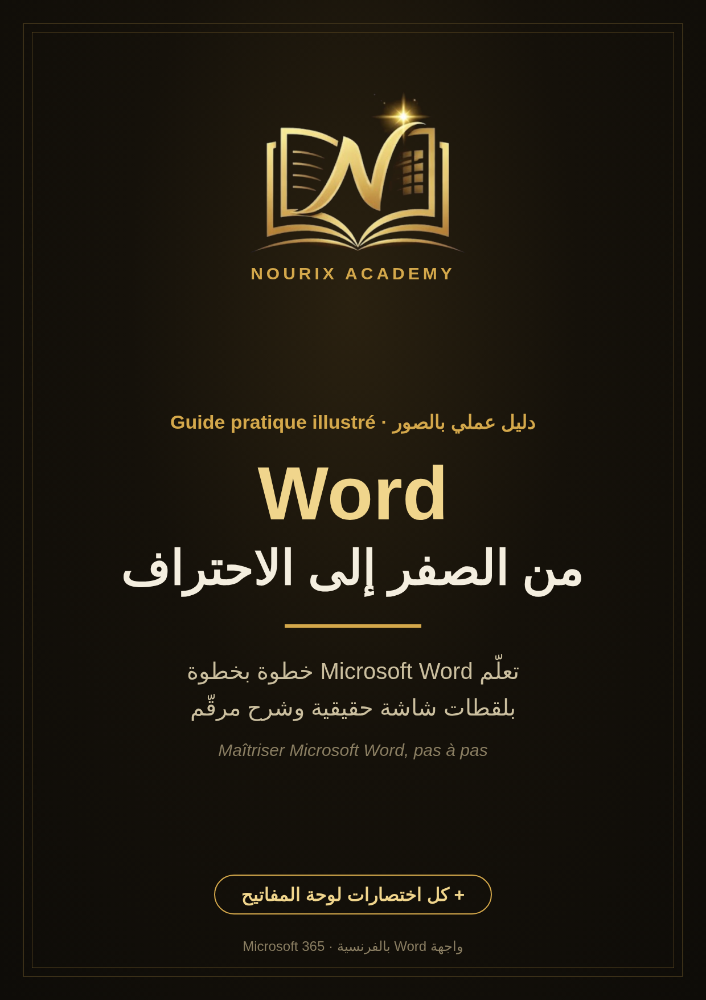 NOURIX ACADEMY
دليل عملي بالصور · Guide pratique illustré
Word
من الصفر إلى الاحتراف
تعلّم Microsoft Word خطوة بخطوة
بلقطات شاشة حقيقية وشرح مرقّم
Maîtriser Microsoft Word, pas à pas
+ كل اختصارات لوحة المفاتيح
واجهة Word بالفرنسية · Microsoft 365